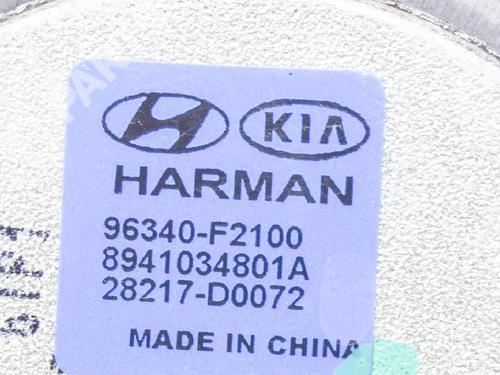 KIA
HARMAN
96340-F2100
8941034801A
28217-D0072
MADE IN CHINA